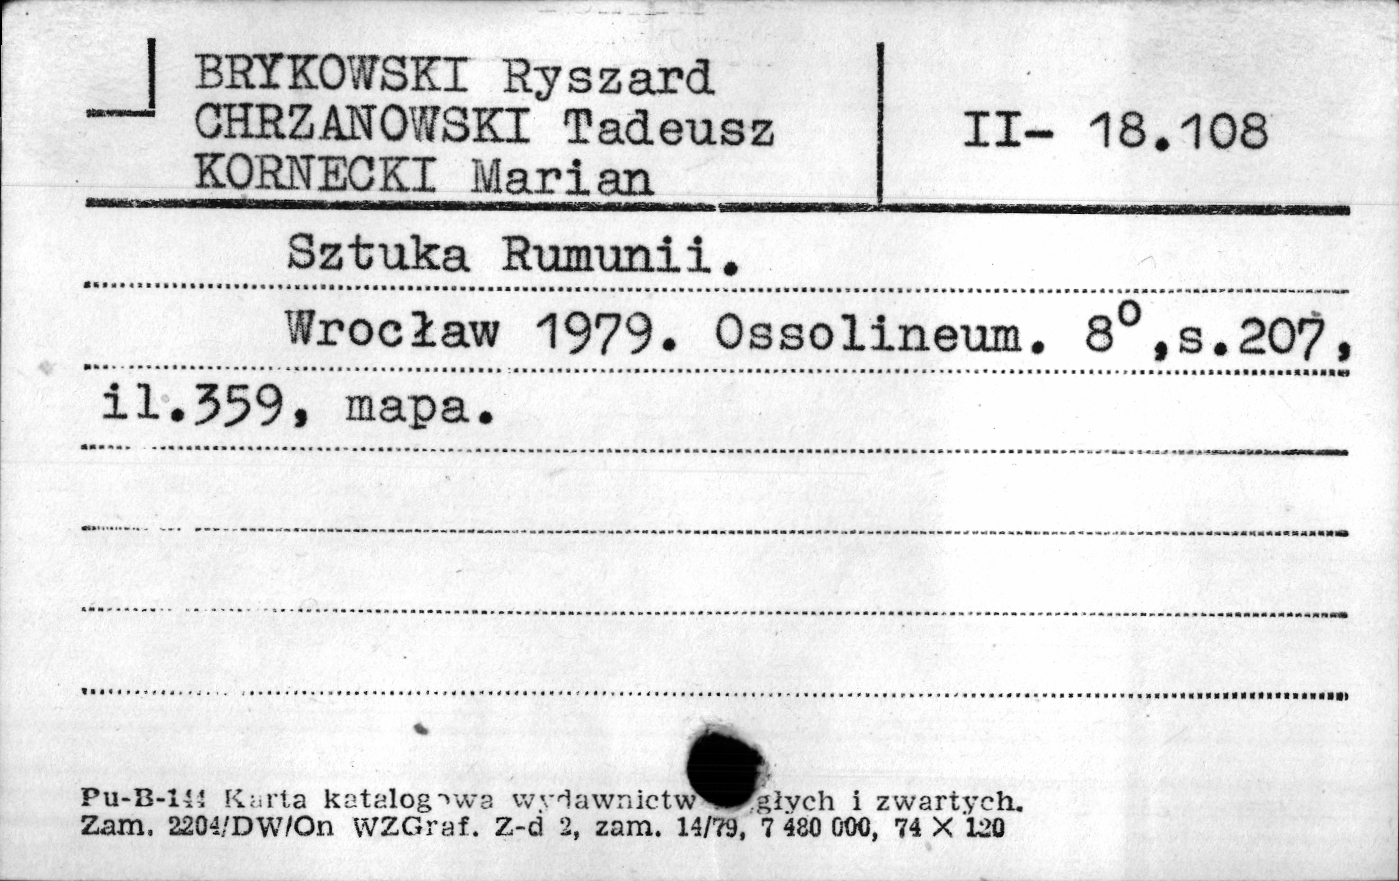 BRYKOWSKI Ryszard
CHRZANOWSKI Tadeusz
KORNECKI Marian
II- 18.108
Sztuka Rumunii.
Wrocław 1979. Ossolineum. 8°,s.207,
il.359, mapa.
Pu-B-144 Karta katalogowa wydawnictw głych i zwartych.
Zam. 2204/DW/On WZGraf. Z-d 2, zam. 14/79, 7 480 000, 74 X 120